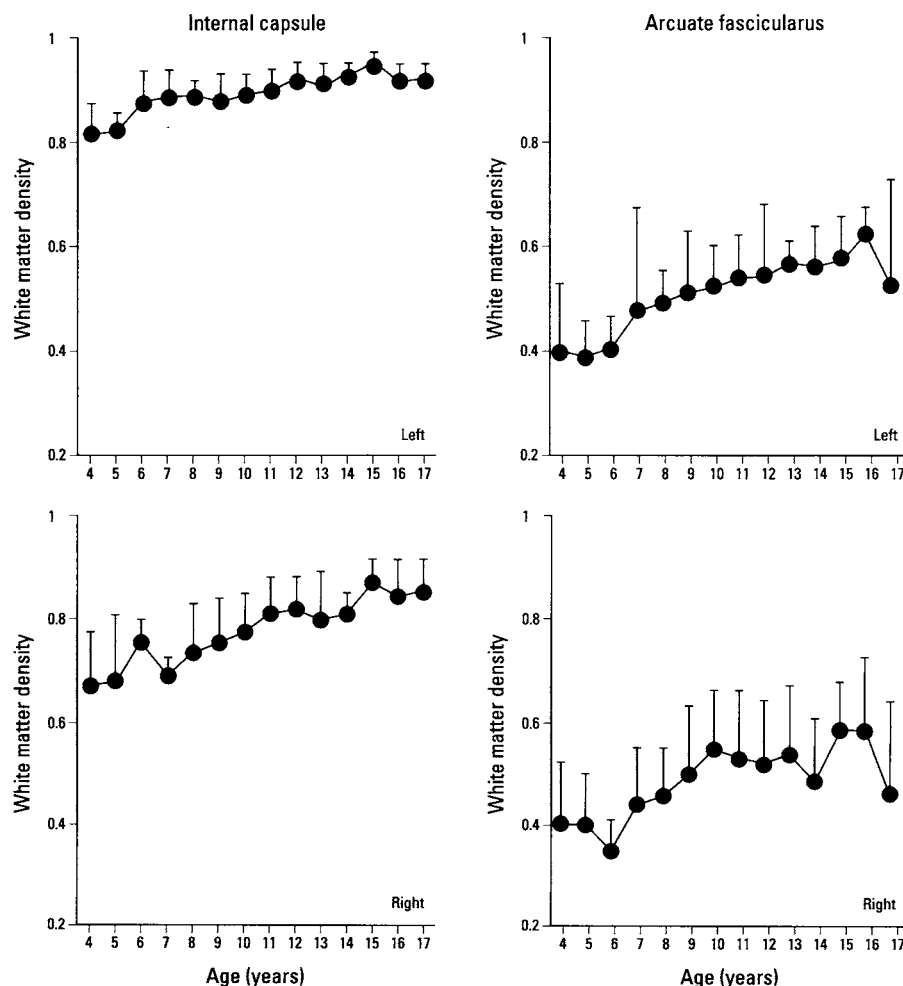 Internal capsule
1
0.8
0.6
0.4
0.2
White matter density
Left
4 5 6 7 8 9 10 11 12 13 14 15 16 17
Arcuate fascicularus
1
0.8
0.6
0.4
0.2
White matter density
Left
4 5 6 7 8 9 10 11 12 13 14 15 16 17
1
0.8
0.6
0.4
0.2
White matter density
Right
4 5 6 7 8 9 10 11 12 13 14 15 16 17
Age (years)
1
0.8
0.6
0.4
0.2
White matter density
Right
4 5 6 7 8 9 10 11 12 13 14 15 16 17
Age (years)